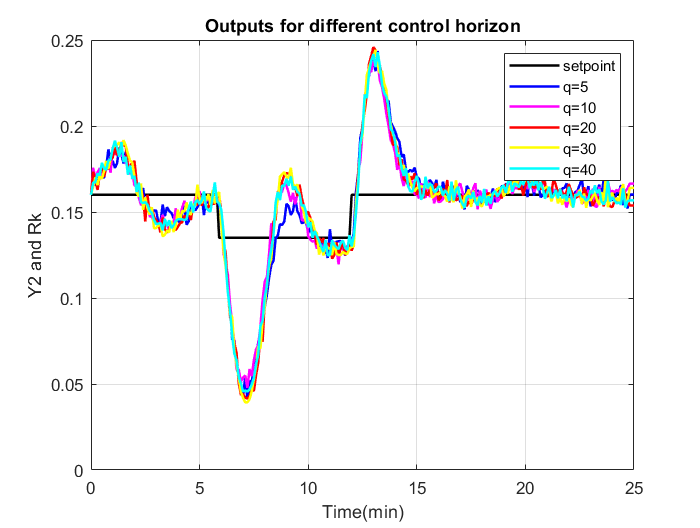 Outputs for different control horizon
0.25
0.2
0.15
0.1
0.05
0
Y2 and Rk
setpoint
q=5
q=10
q=20
q=30
q=40
0 5 10 15 20 25
Time(min)